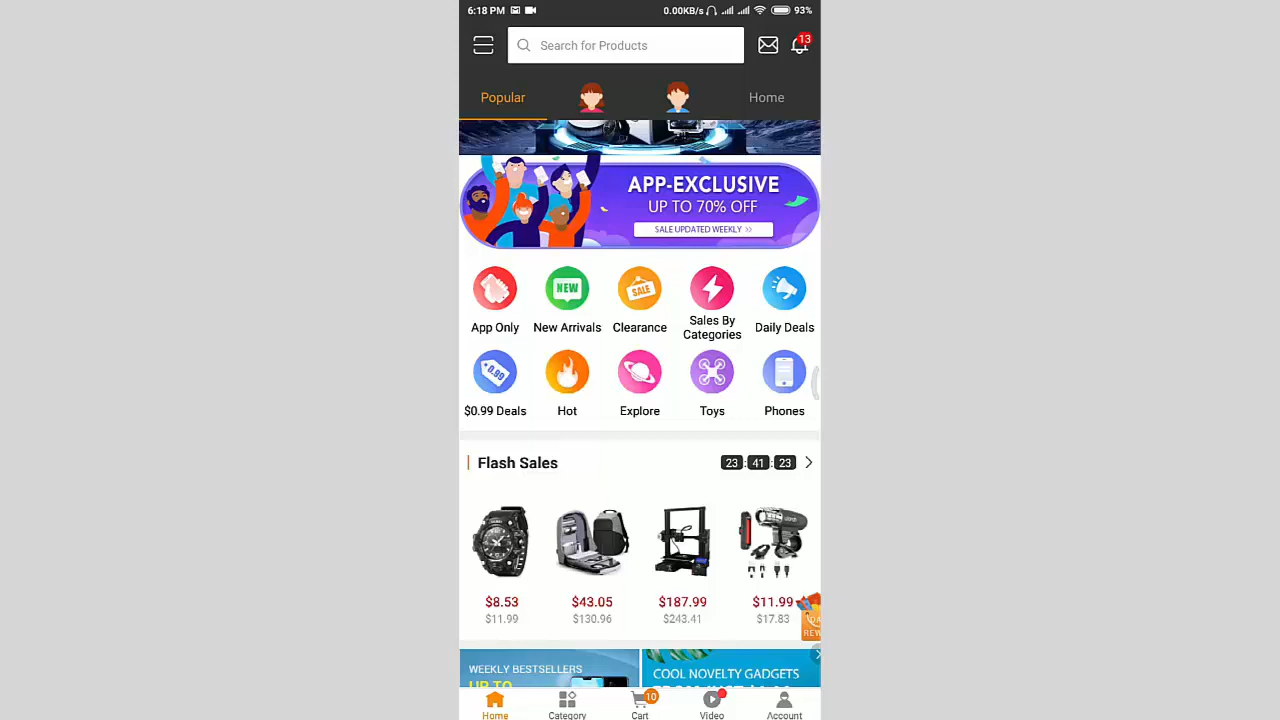 6:18 PM
0.00KB/s
93%
Search for Products
13
Popular
Home
APP-EXCLUSIVE
UP TO 70% OFF
SALE UPDATED WEEKLY >>
NEW
SALE
App Only
New Arrivals
Clearance
Sales By
Categories
Daily Deals
0.99
$0.99 Deals
Hot
Explore
Toys
Phones
Flash Sales
23:41:23
$8.53
$43.05
$187.99
$11.99
$11.99
$130.96
$243.41
$17.83
WEEKLY BESTSELLERS
UP TO
COOL NOVELTY GADGETS
10
Home
Category
Cart
Video
Account